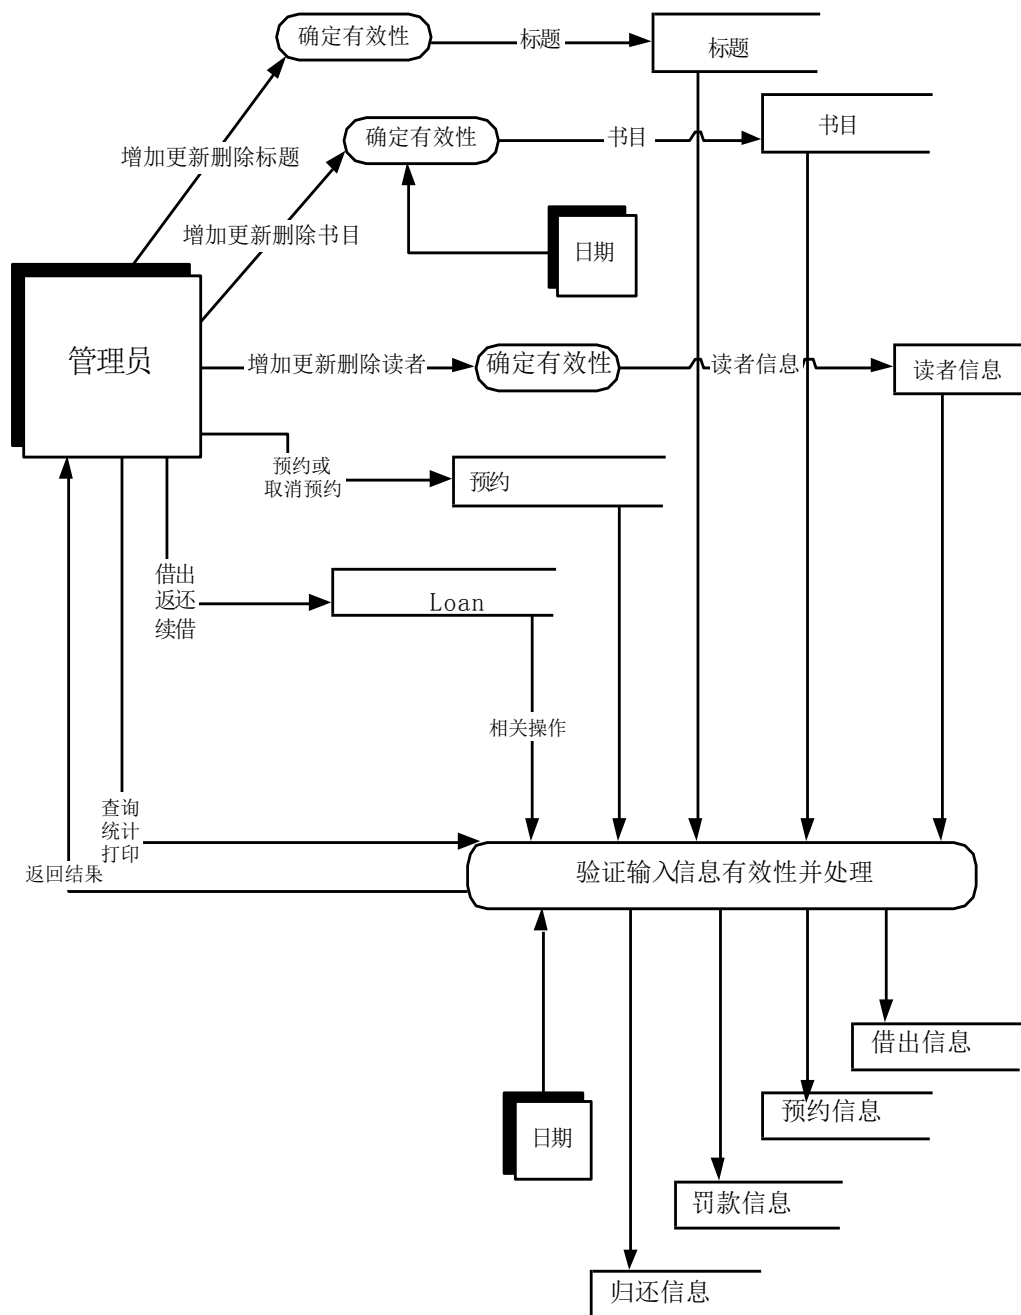 确定有效性
标题
标题
确定有效性
书目
书目
增加更新删除标题
增加更新删除书目
日期
管理员
增加更新删除读者
确定有效性
读者信息
读者信息
预约或
取消预约
预约
借出
返还
续借
Loan
相关操作
查询
统计
打印
返回结果
验证输入信息有效性并处理
借出信息
预约信息
日期
罚款信息
归还信息